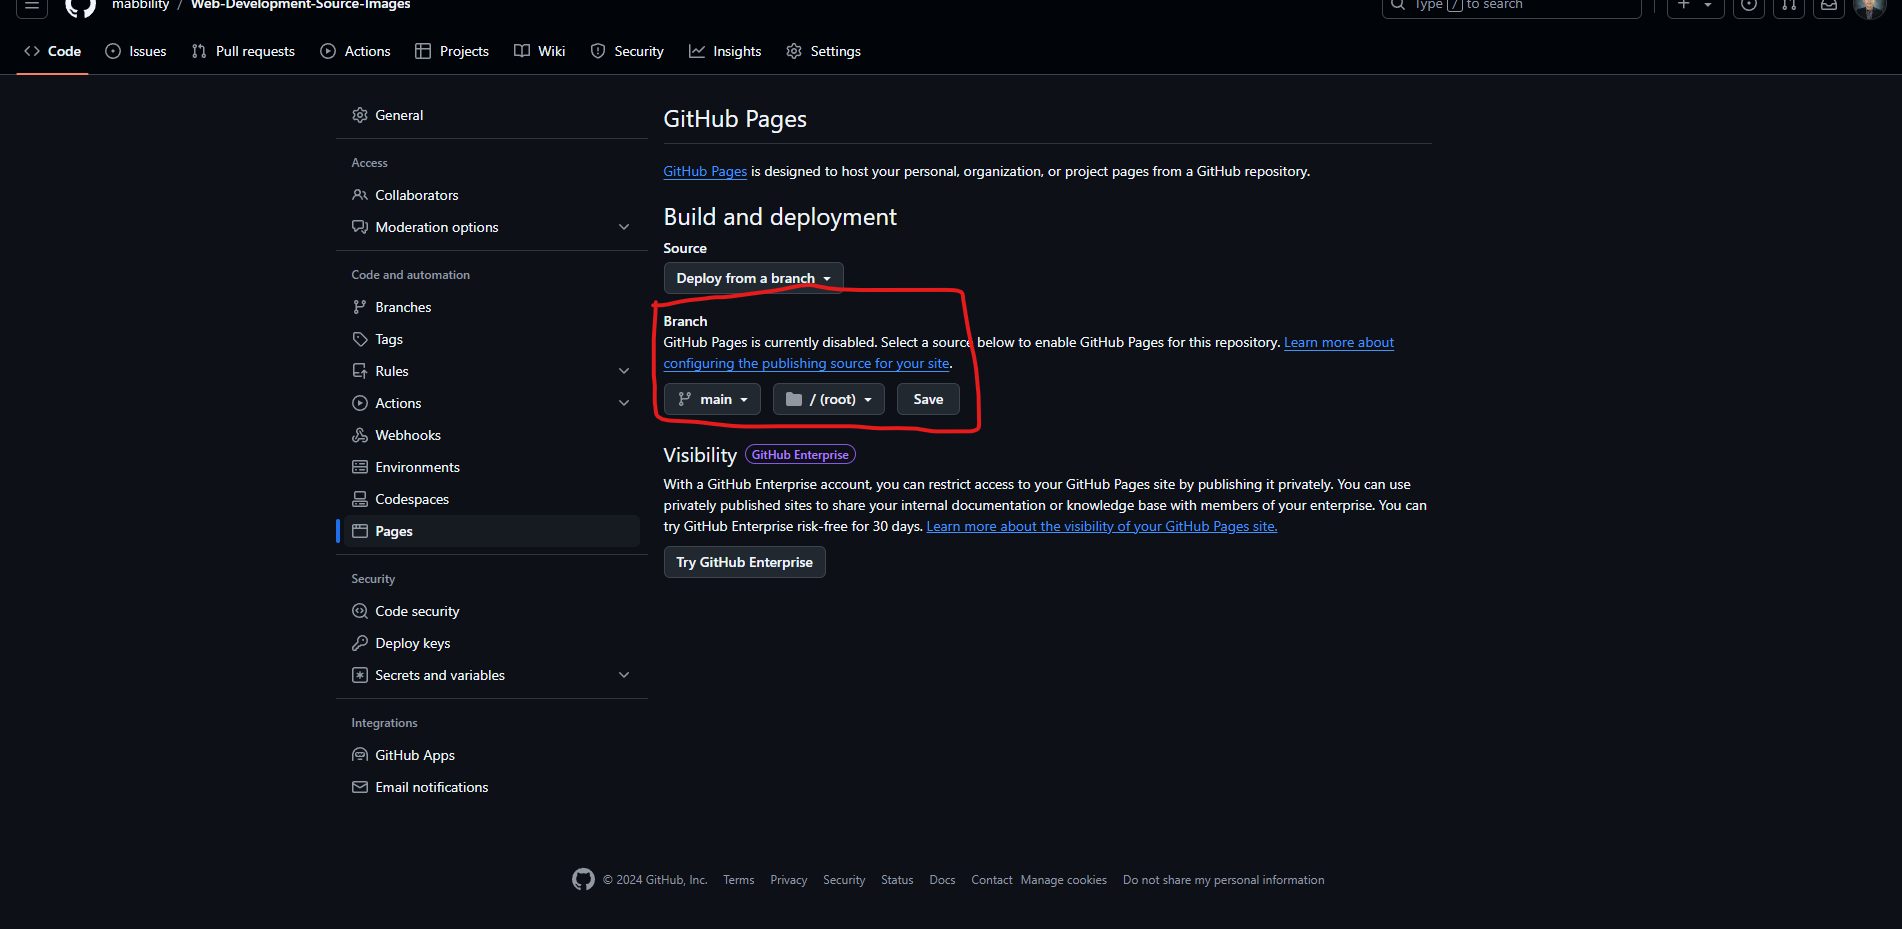 mabbility / Web-Development-Source-Images
Type / to search
Code Issues Pull requests Actions Projects Wiki Security Insights Settings
General
Access
Collaborators
Moderation options
Code and automation
Branches
Tags
Rules
Actions
Webhooks
Environments
Codespaces
Pages
Security
Code security
Deploy keys
Secrets and variables
Integrations
GitHub Apps
Email notifications
GitHub Pages
GitHub Pages is designed to host your personal, organization, or project pages from a GitHub repository.
Build and deployment
Source
Deploy from a branch
Branch
GitHub Pages is currently disabled. Select a source below to enable GitHub Pages for this repository. Learn more about
configuring the publishing source for your site.
main / (root) Save
Visibility GitHub Enterprise
With a GitHub Enterprise account, you can restrict access to your GitHub Pages site by publishing it privately. You can use
privately published sites to share your internal documentation or knowledge base with members of your enterprise. You can
try GitHub Enterprise risk-free for 30 days. Learn more about the visibility of your GitHub Pages site.
Try GitHub Enterprise
© 2024 GitHub, Inc. Terms Privacy Security Status Docs Contact Manage cookies Do not share my personal information